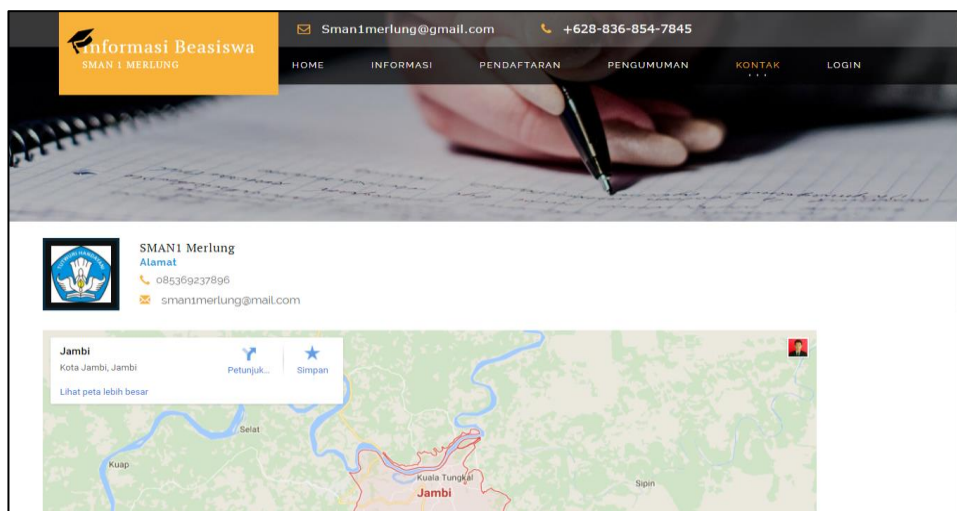 Sman1merlung@gmail.com +628-836-854-7845
Informasi Beasiswa
SMAN 1 MERLUNG
HOME INFORMASI PENDAFTARAN PENGUMUMAN KONTAK LOGIN
SMAN1 Merlung
Alamat
085369237896
sman1merlung@mail.com
Jambi
Kota Jambi, Jambi
Petunjuk... Simpan
Lihat peta lebih besar
Selat
Kuap
Kuala Tungkal
Sipin
Jambi